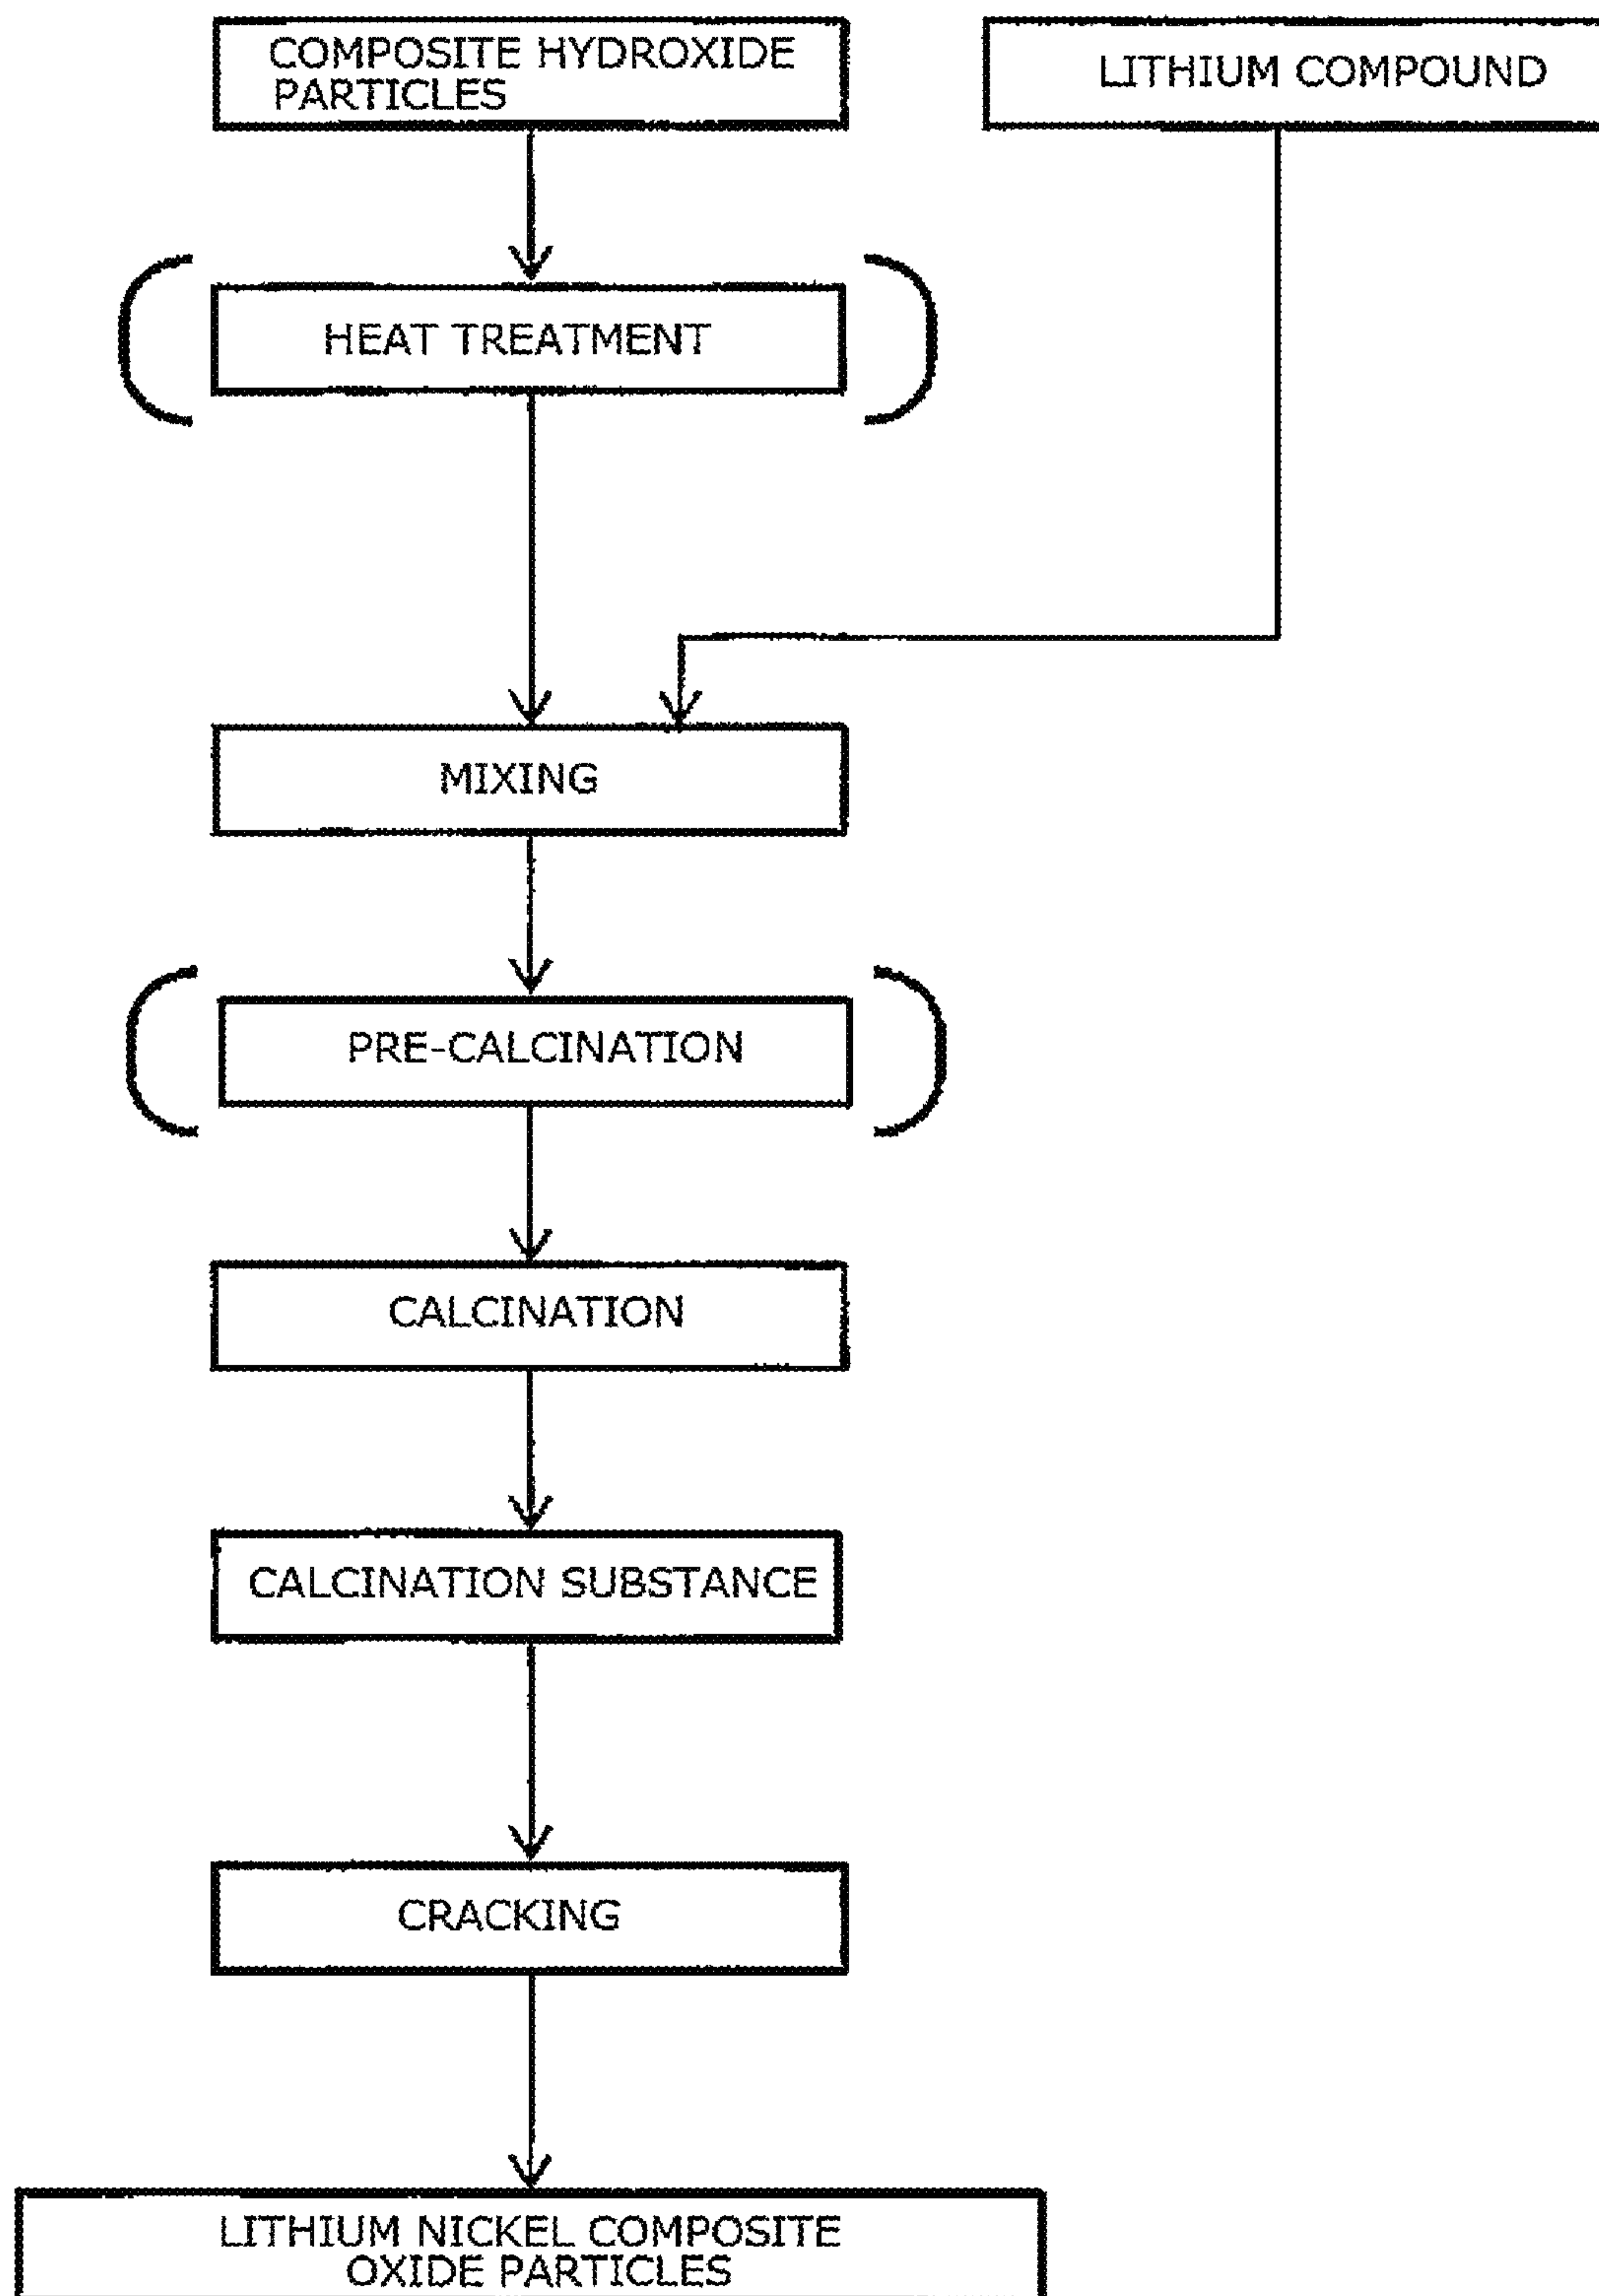 COMPOSITE HYDROXIDE
PARTICLES
LITHIUM COMPOUND
HEAT TREATMENT
MIXING
PRE-CALCINATION
CALCINATION
CALCINATION SUBSTANCE
CRACKING
LITHIUM NICKEL COMPOSITE
OXIDE PARTICLES